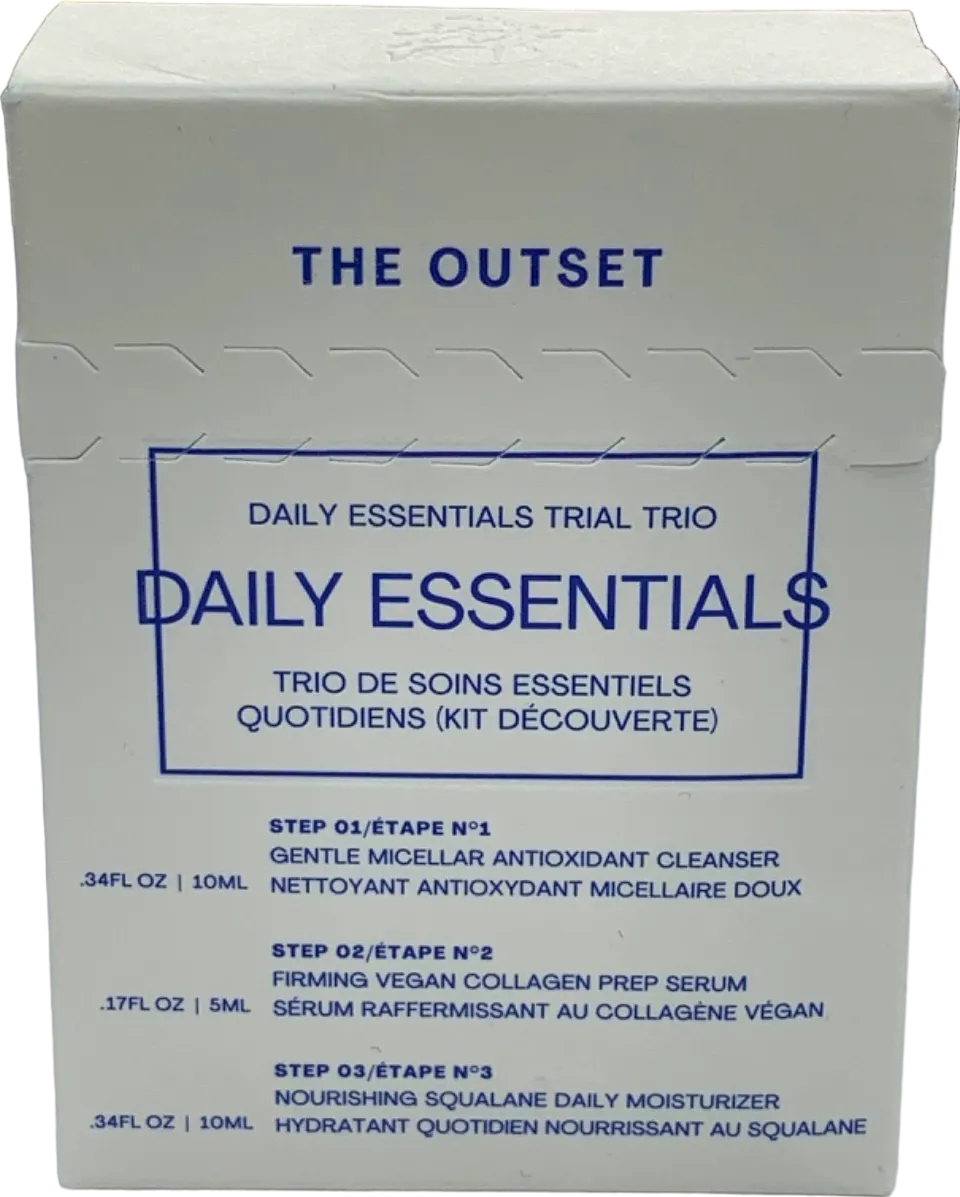 THE OUTSET
DAILY ESSENTIALS TRIAL TRIO
DAILY ESSENTIALS
TRIO DE SOINS ESSENTIELS
QUOTIDIENS (KIT DÉCOUVERTE)
STEP 01/ÉTAPE Nº1
GENTLE MICELLAR ANTIOXIDANT CLEANSER
.34FL OZ | 10ML NETTOYANT ANTIOXYDANT MICELLAIRE DOUX
STEP 02/ÉTAPE Nº2
FIRMING VEGAN COLLAGEN PREP SERUM
.17FL OZ | 5ML SÉRUM RAFFERMISSANT AU COLLAGÈNE VÉGAN
STEP 03/ÉTAPE Nº3
NOURISHING SQUALANE DAILY MOISTURIZER
.34FL OZ | 10ML HYDRATANT QUOTIDIEN NOURRISSANT AU SQUALANE